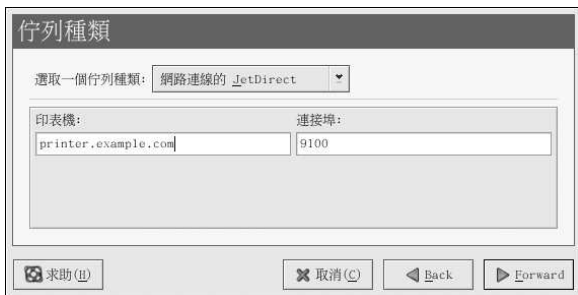 佇列種類
選取一個佇列種類: 網路連線的 JetDirect
印表機: 連接埠:
printer.example.com 9100
求助(H) 取消(C) Back Forward